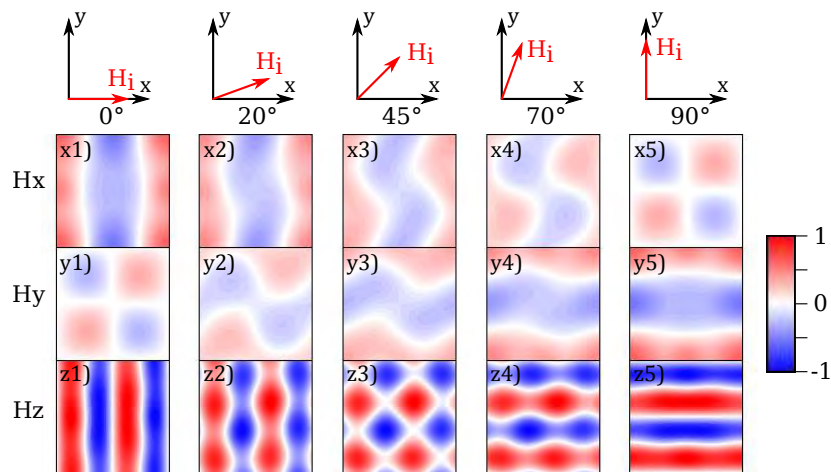 y y y y y
Hi Hi Hi Hi Hi
x x x x x
0° 20° 45° 70° 90°
Hx x1) x2) x3) x4) x5)
Hy y1) y2) y3) y4) y5)
Hz z1) z2) z3) z4) z5)
1
0
-1